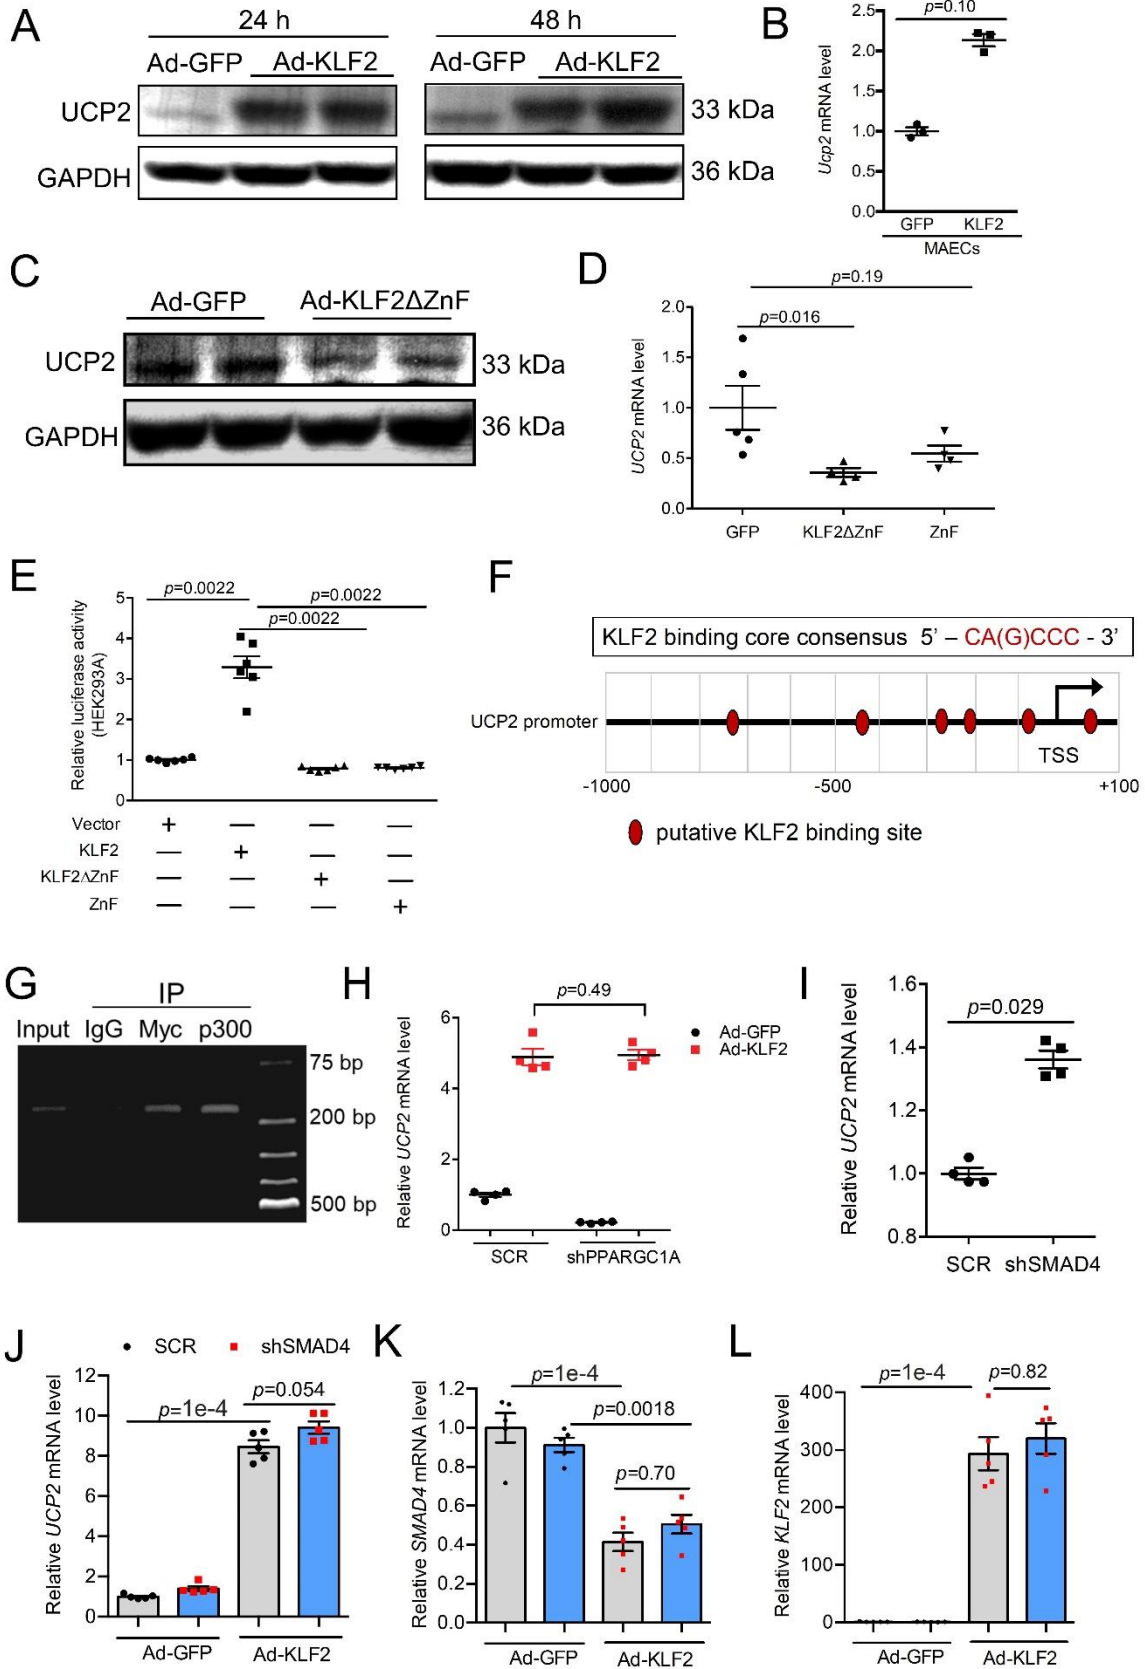 A
24 h
48 h
Ad-GFP Ad-KLF2
Ad-GFP Ad-KLF2
UCP2
33 kDa
GAPDH
36 kDa
B
p=0.10
Ucp2 mRNA level
2.5
2.0
1.5
1.0
0.5
0.0
GFP KLF2
MAECs
C
Ad-GFP Ad-KLF2ΔZnF
UCP2
33 kDa
GAPDH
36 kDa
D
p=0.19
p=0.016
UCP2 mRNA level
2.0
1.5
1.0
0.5
0.0
GFP KLF2ΔZnF ZnF
E
p=0.0022
p=0.0022
p=0.0022
Relative luciferase activity
(HEK293A)
5
4
3
2
1
0
Vector + — — —
KLF2 — + — —
KLF2ΔZnF — — + —
ZnF — — — +
F
KLF2 binding core consensus 5’ – CA(G)CCC - 3’
UCP2 promoter
TSS
-1000 -500 +100
putative KLF2 binding site
G
IP
Input IgG Myc p300
75 bp
200 bp
500 bp
H
p=0.49
Relative UCP2 mRNA level
6
4
2
0
Ad-GFP
Ad-KLF2
SCR shPPARGC1A
I
p=0.029
Relative UCP2 mRNA level
1.6
1.4
1.2
1.0
0.8
SCR shSMAD4
J
SCR shSMAD4
p=0.054
p=1e-4
Relative UCP2 mRNA level
12
10
8
6
4
2
0
Ad-GFP Ad-KLF2
K
p=1e-4
p=0.0018
p=0.70
Relative SMAD4 mRNA level
1.2
1.0
0.8
0.6
0.4
0.2
0.0
Ad-GFP Ad-KLF2
L
p=1e-4 p=0.82
Relative KLF2 mRNA level
400
300
200
100
0
Ad-GFP Ad-KLF2